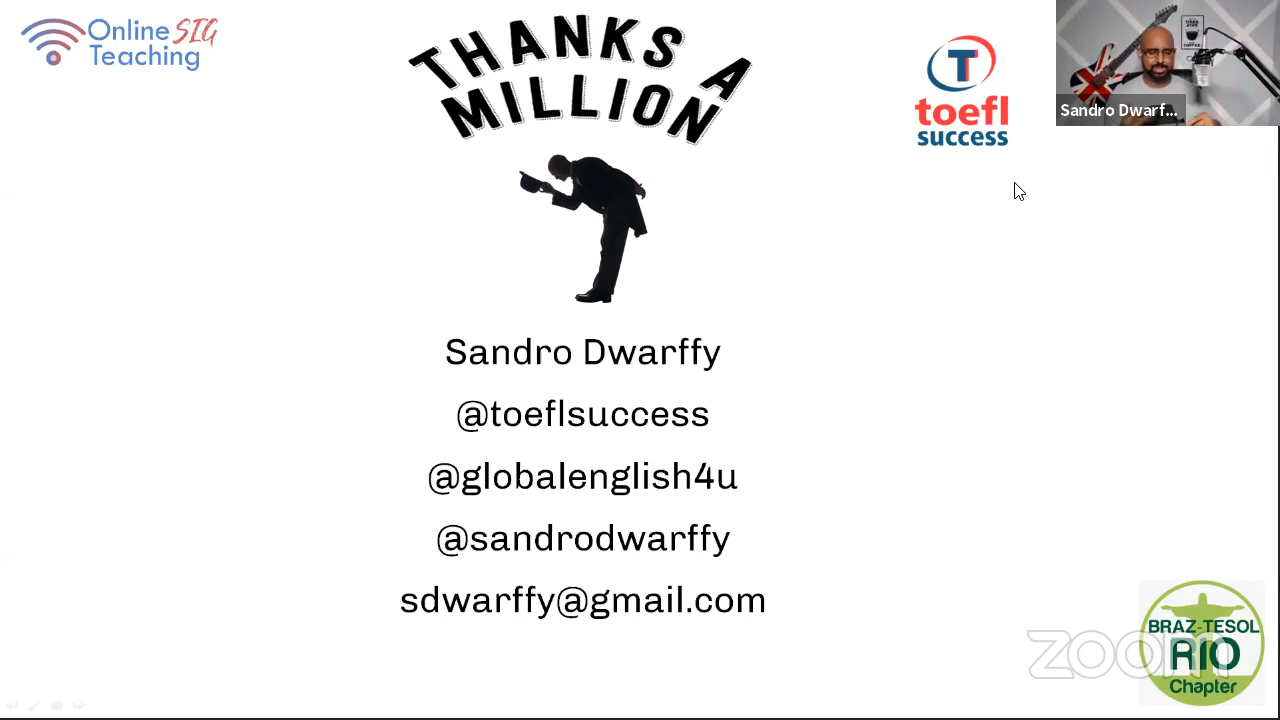 Online SIG
Teaching
THANKS A
MILLION
toefl
success
Sandro Dwarf...
Sandro Dwarffy
@toeflsuccess
@globalenglish4u
@sandrodwarffy
sdwarffy@gmail.com
BRAZ-TESOL
RIO
Chapter
zoom